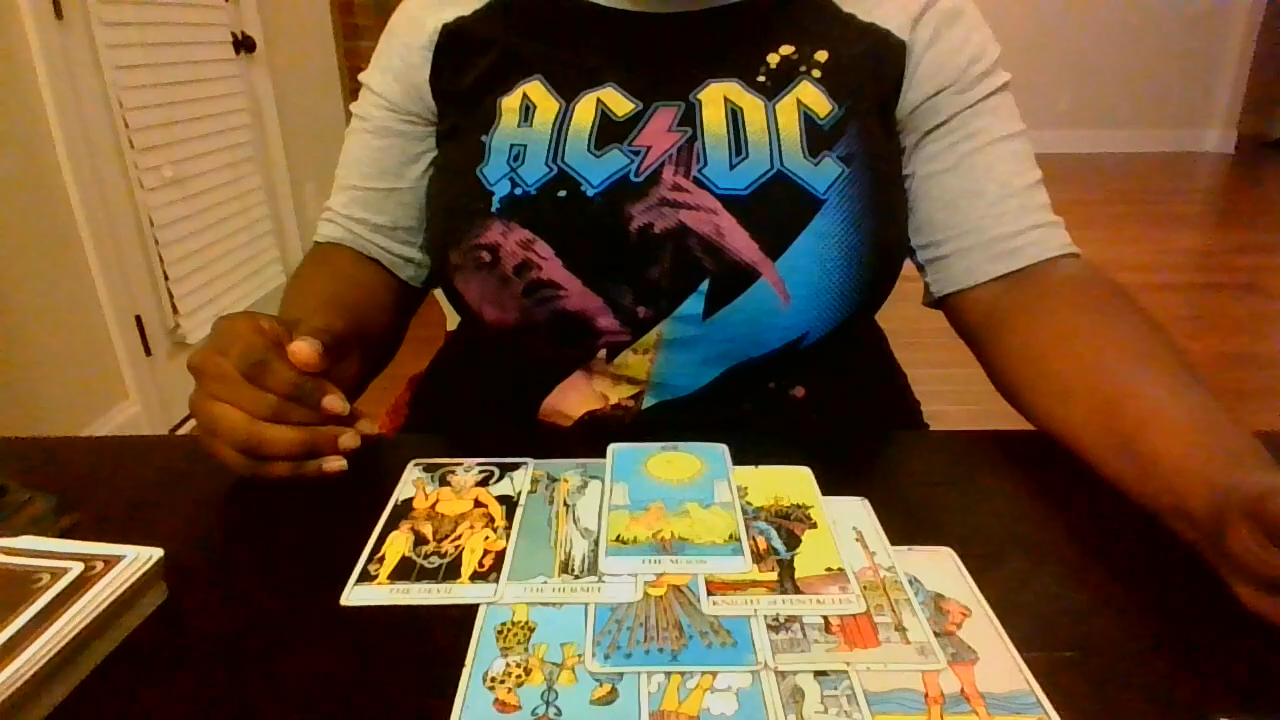 AC DC
THE DEVIL
THE HERMIT
THE MOON
KNIGHT of PENTACLES
X